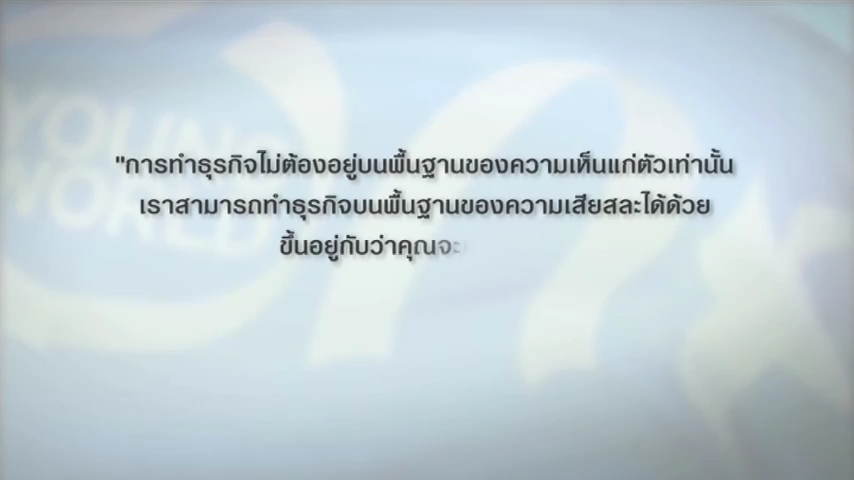 YOUNG
WORLD
"การทำธุรกิจไม่ต้องอยู่บนพื้นฐานของความเห็นแก่ตัวเท่านั้น
เราสามารถทำธุรกิจบนพื้นฐานของความเสียสละได้ด้วย
ขึ้นอยู่กับว่าคุณจะ